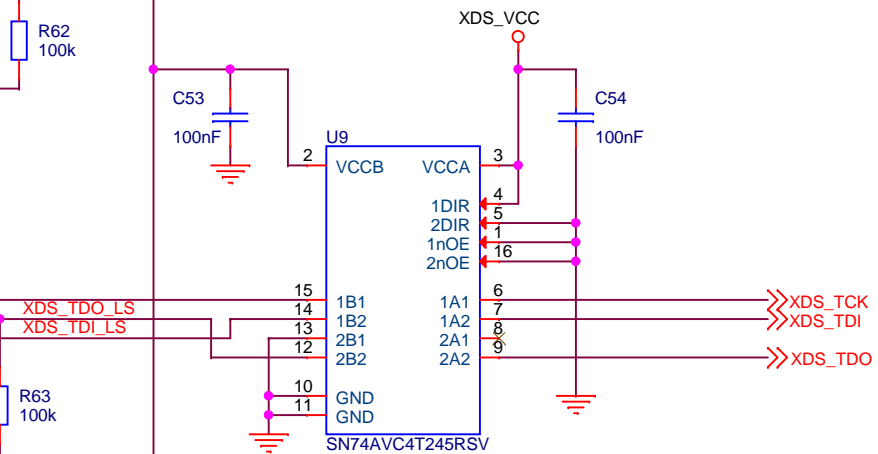 XDS_VCC
R62
100k
C53
100nF
C54
100nF
U9
2
VCCB
VCCA
3
1DIR
4
2DIR
5
1nOE
1
2nOE
16
15
1B1
1A1
6
XDS_TCK
XDS_TDO_LS
14
1B2
1A2
7
XDS_TDI
XDS_TDI_LS
13
2B1
2A1
8
12
2B2
2A2
9
XDS_TDO
R63
100k
10
GND
11
GND
SN74AVC4T245RSV